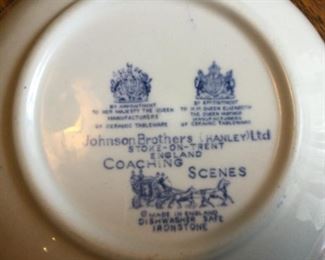 BY APPOINTMENT
TO HER MAJESTY THE QUEEN
MANUFACTURERS
OF CERAMIC TABLEWARE
BY APPOINTMENT
TO H.M. QUEEN ELIZABETH
THE QUEEN MOTHER
MANUFACTURERS
OF CERAMIC TABLEWARE
Johnson Brothers (HANLEY) Ltd
STOKE-ON-TRENT
ENGLAND
COACHING
SCENES
© MADE IN ENGLAND
DISHWASHER SAFE
IRONSTONE